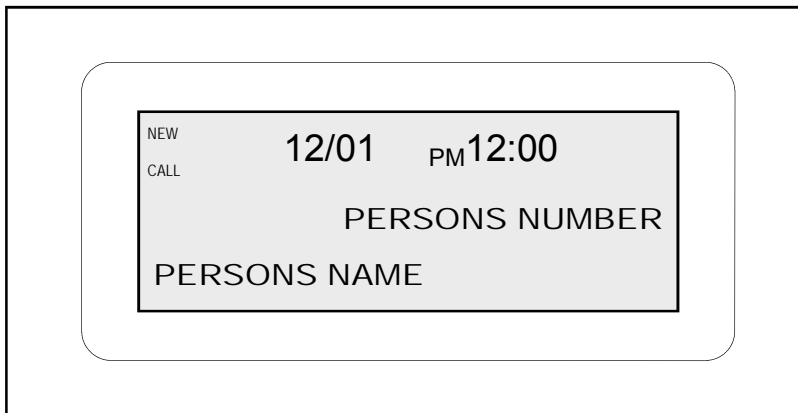 NEW
12/01 PM12:00
CALL
PERSONS NUMBER
PERSONS NAME